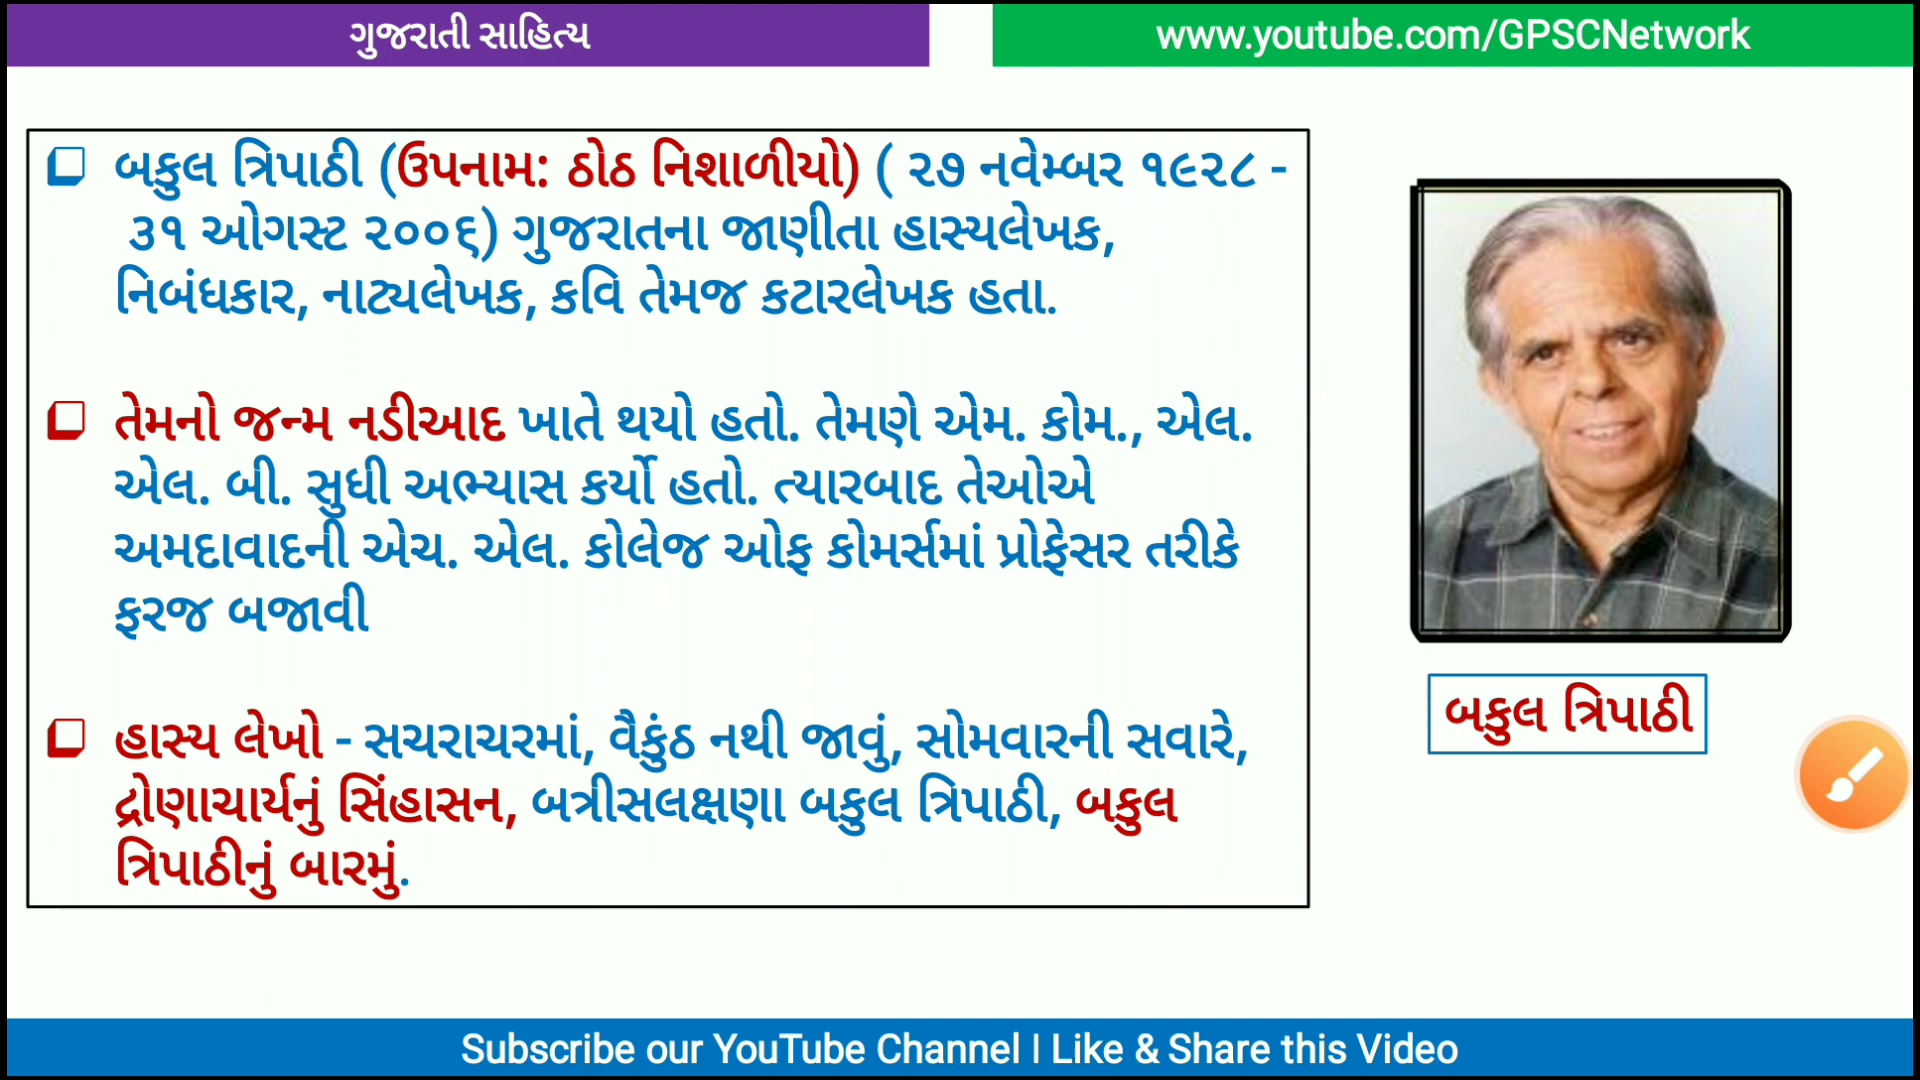 ગુજરાતી સાહિત્ય
www.youtube.com/GPSCNetwork
બકુલ ત્રિપાઠી (ઉપનામ: ઠોઠ નિશાળીયો) ( ૨૭ નવેમ્બર ૧૯૨૮ -
૩૧ ઓગસ્ટ ૨૦૦૬) ગુજરાતના જાણીતા હાસ્યલેખક,
નિબંધકાર, નાટ્યલેખક, કવિ તેમજ કટારલેખક હતા.
તેમનો જન્મ નડીઆદ ખાતે થયો હતો. તેમણે એમ. કોમ., એલ.
એલ. બી. સુધી અભ્યાસ કર્યો હતો. ત્યારબાદ તેઓએ
અમદાવાદની એચ. એલ. કોલેજ ઓફ કોમર્સમાં પ્રોફેસર તરીકે
ફરજ બજાવી
હાસ્ય લેખો - સચરાચરમાં, વૈકુંઠ નથી જાવું, સોમવારની સવારે,
દ્રોણાચાર્યનું સિંહાસન, બત્રીસલક્ષણા બકુલ ત્રિપાઠી, બકુલ
ત્રિપાઠીનું બારમું.
બકુલ ત્રિપાઠી
Subscribe our YouTube Channel I Like & Share this Video